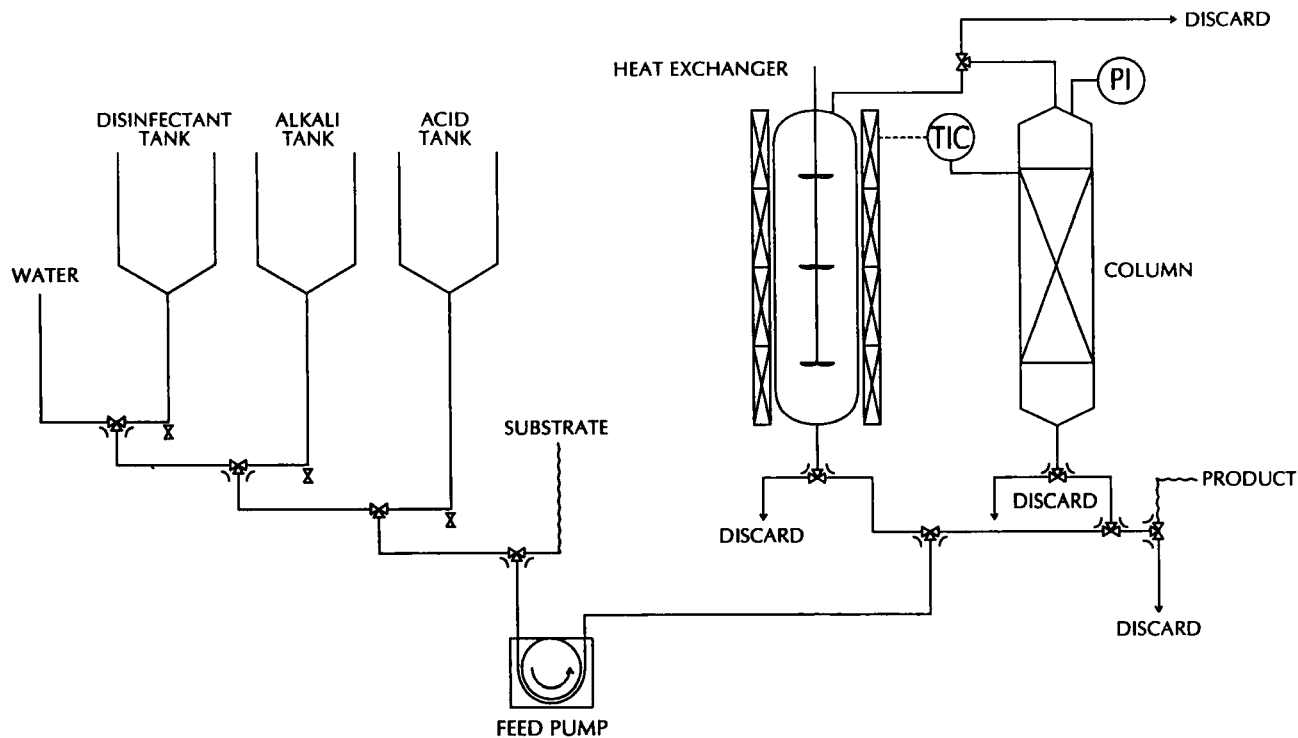 DISCARD
HEAT EXCHANGER
PI
DISINFECTANT
TANK
ALKALI
TANK
ACID
TANK
TIC
WATER
COLUMN
SUBSTRATE
PRODUCT
DISCARD
DISCARD
DISCARD
FEED PUMP